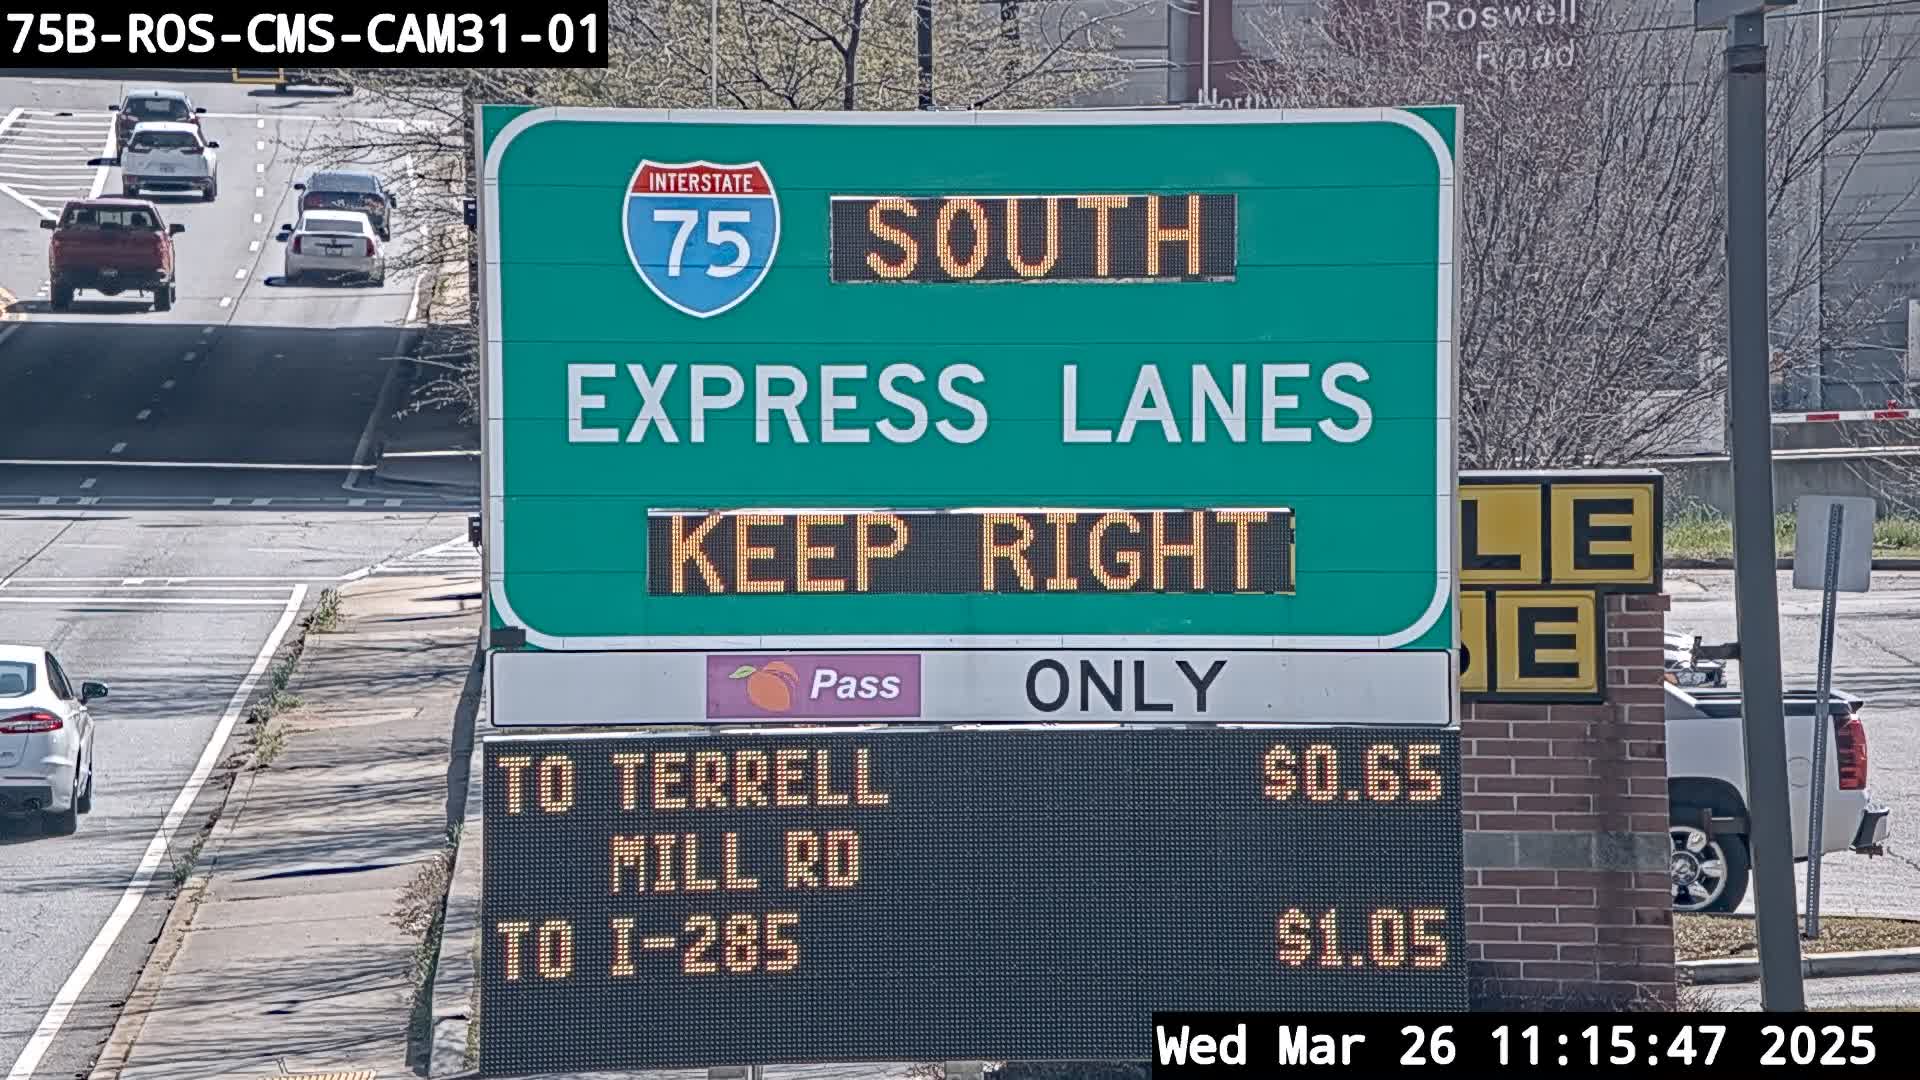 75B-ROS-CMS-CAM31-01
Roswell
Road
INTERSTATE
75
SOUTH
EXPRESS LANES
KEEP RIGHT
Pass ONLY
LE
E
TO TERRELL $0.65
MILL RD
TO I-285 $1.05
Wed Mar 26 11:15:47 2025